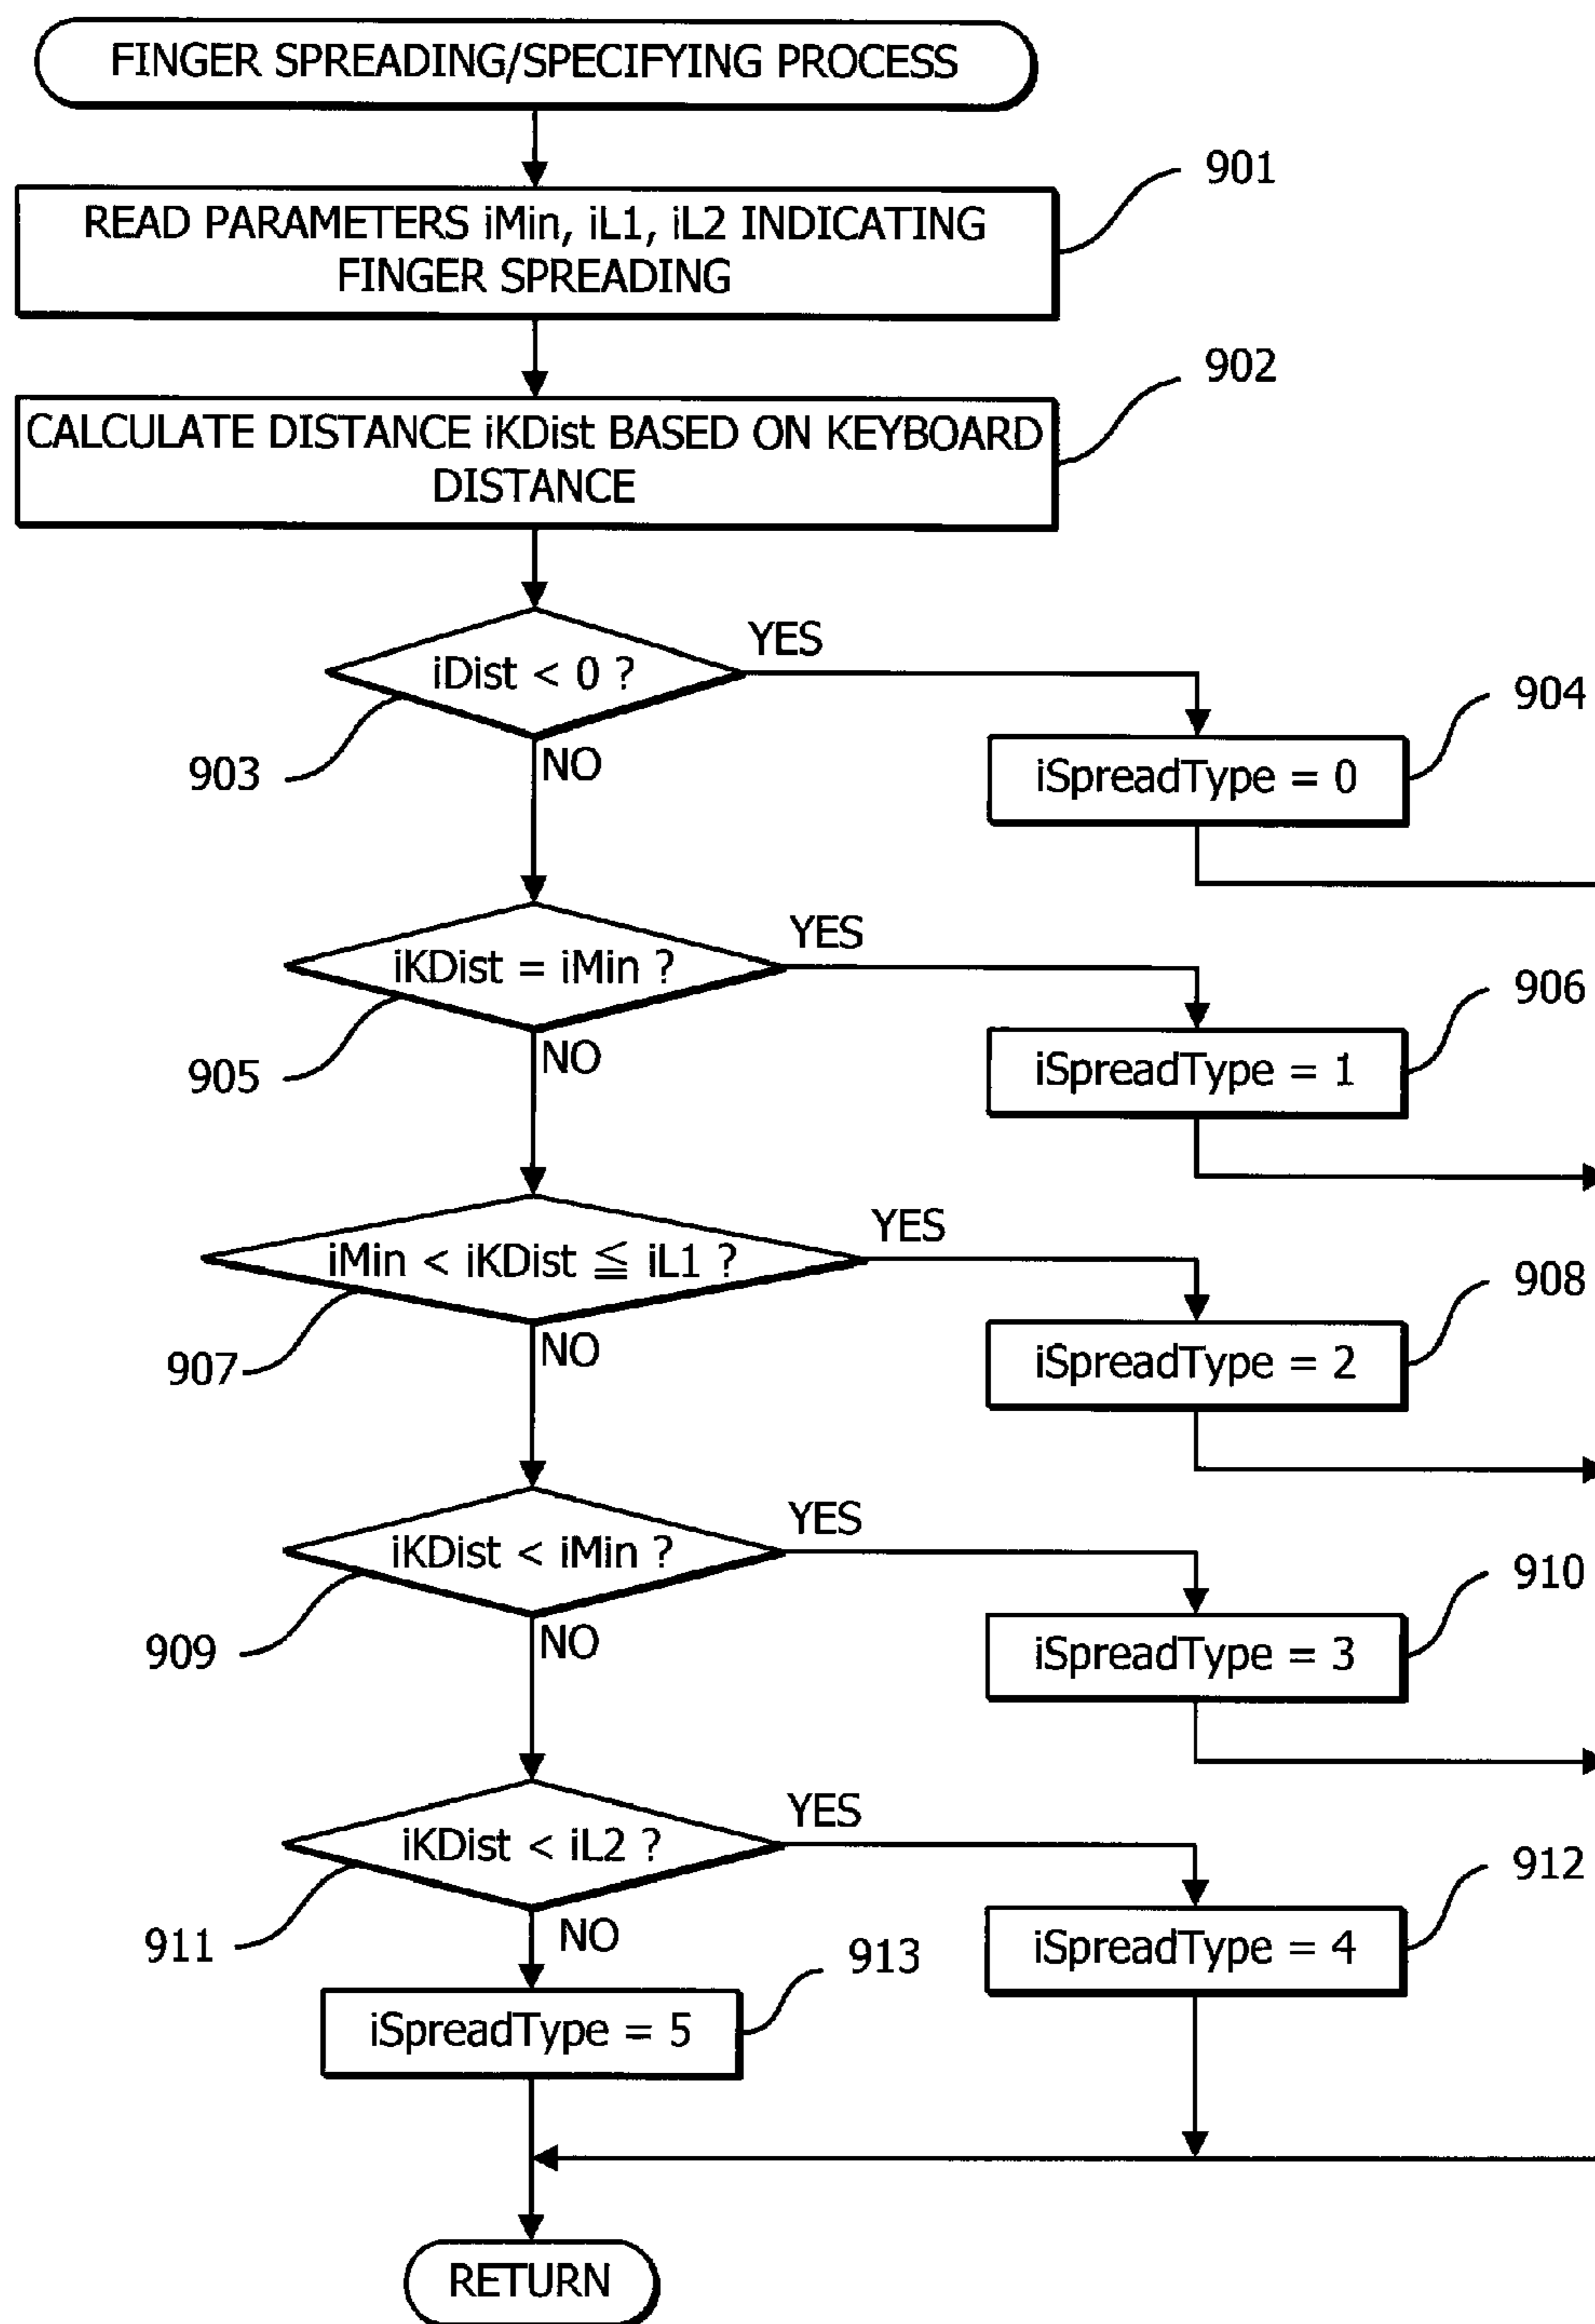 FINGER SPREADING/SPECIFYING PROCESS
901
READ PARAMETERS iMin, iL1, iL2 INDICATING
FINGER SPREADING
902
CALCULATE DISTANCE iKDist BASED ON KEYBOARD
DISTANCE
iDist < 0 ?
YES
903
NO
904
iSpreadType = 0
iKDist = iMin ?
YES
905
NO
906
iSpreadType = 1
iMin < iKDist ≦ iL1 ?
YES
907
NO
908
iSpreadType = 2
iKDist < iMin ?
YES
909
NO
910
iSpreadType = 3
iKDist < iL2 ?
YES
911
NO
912
iSpreadType = 4
913
iSpreadType = 5
RETURN